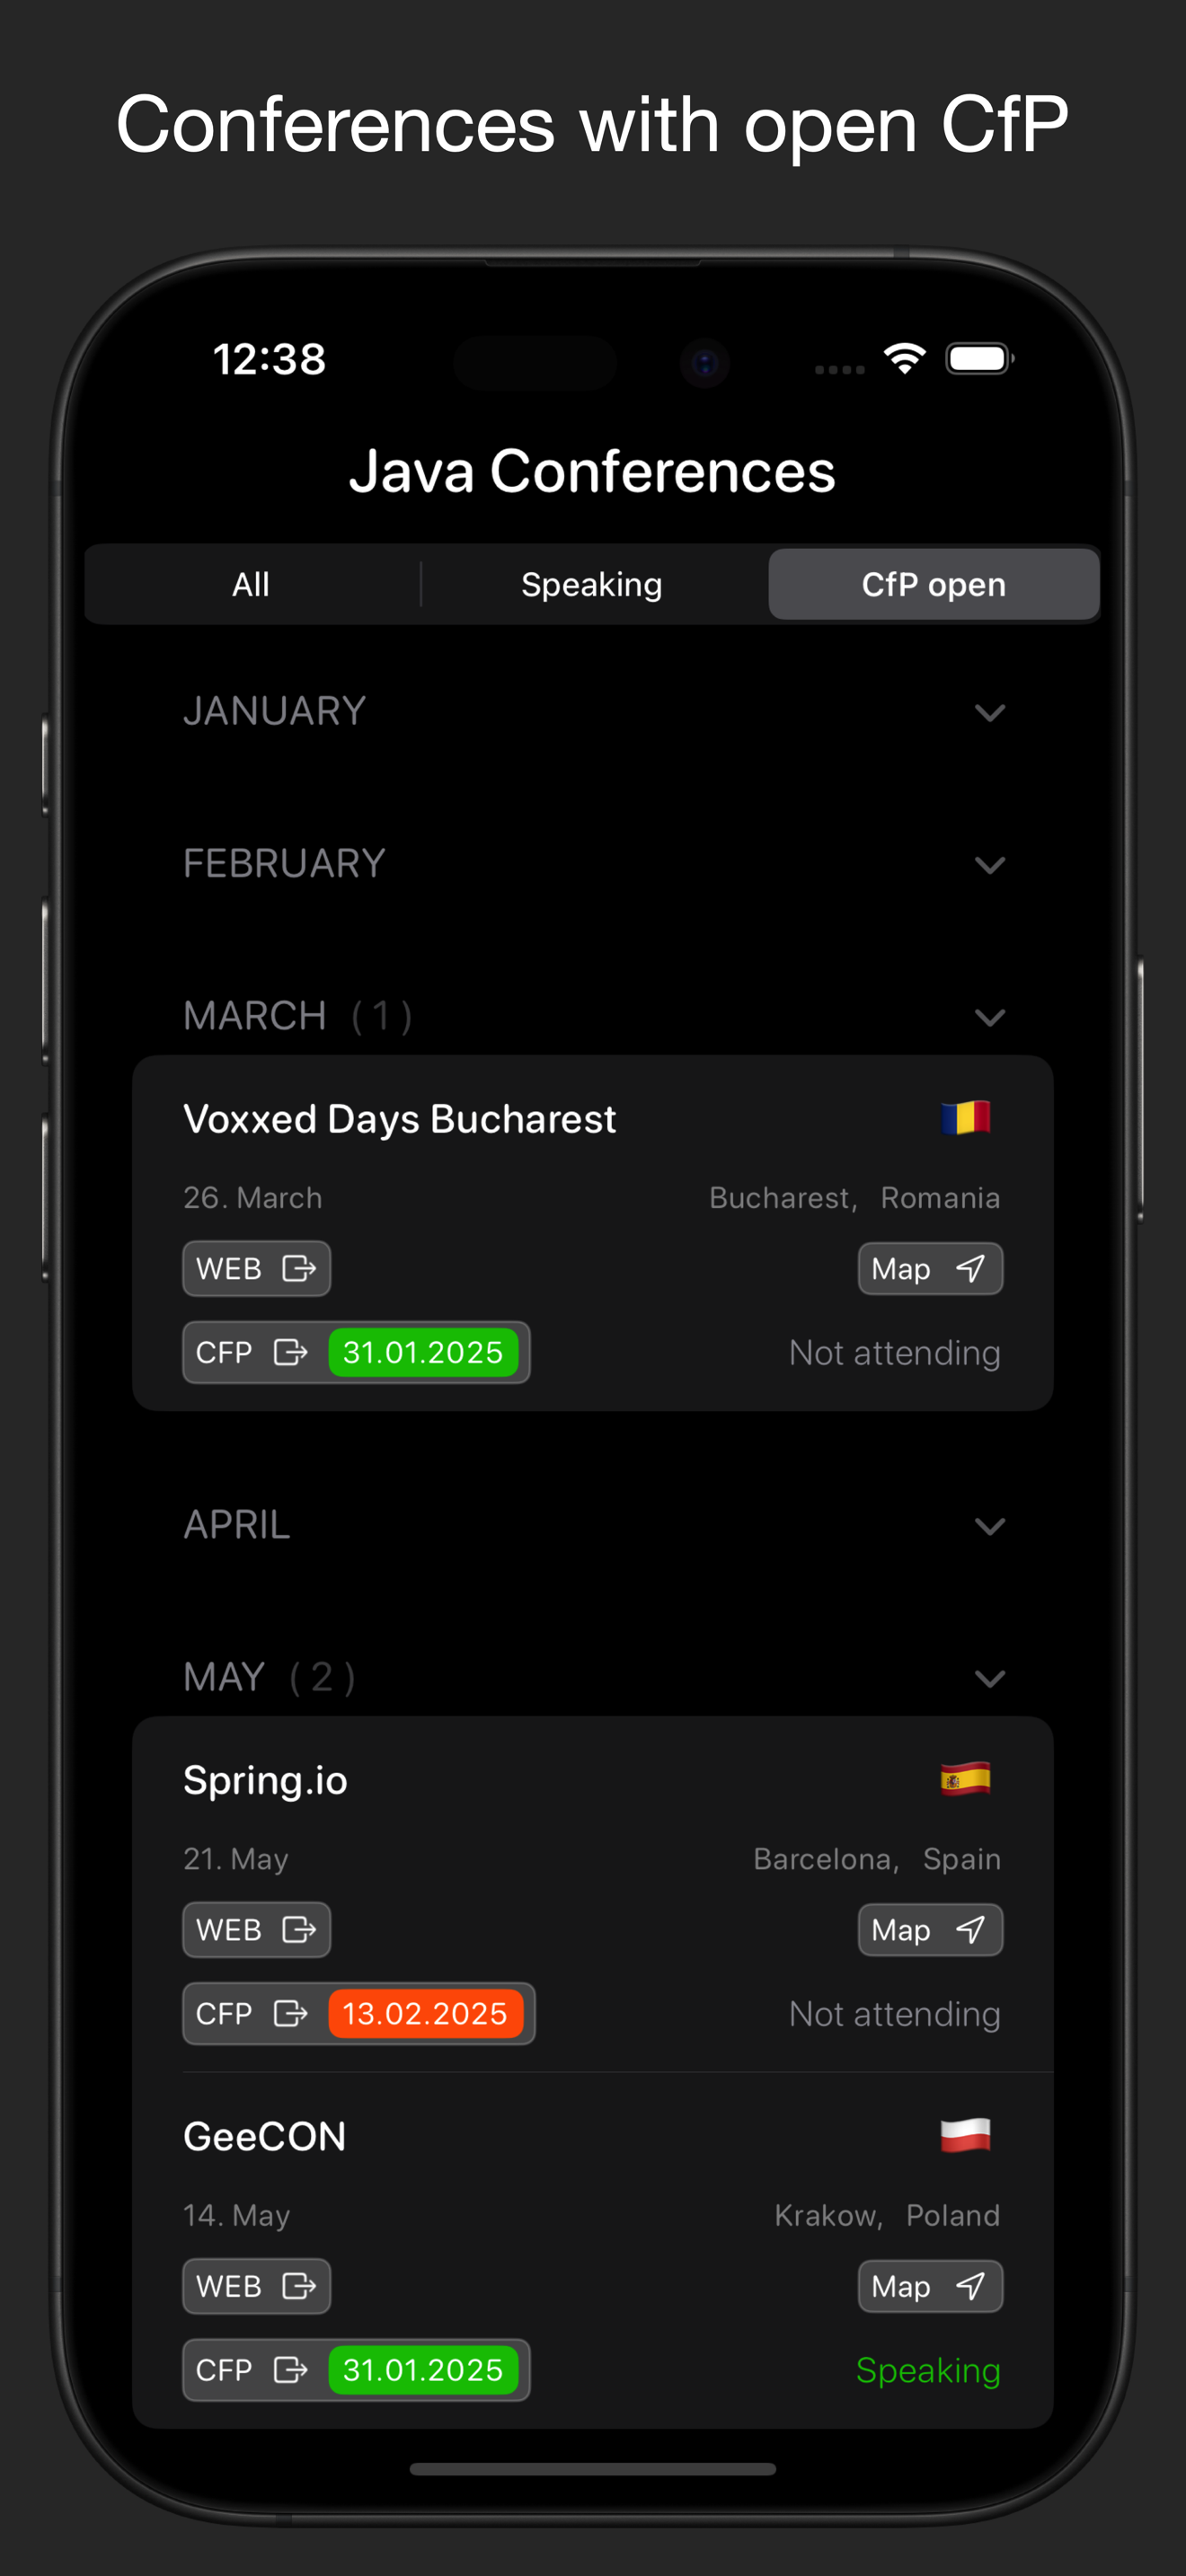 Conferences with open CfP
12:38
Java Conferences
All Speaking CfP open
JANUARY
FEBRUARY
MARCH (1)
Voxxed Days Bucharest
26. March Bucharest, Romania
WEB Map
CFP 31.01.2025 Not attending
APRIL
MAY (2)
Spring.io
21. May Barcelona, Spain
WEB Map
CFP 13.02.2025 Not attending
GeeCON
14. May Krakow, Poland
WEB Map
CFP 31.01.2025 Speaking